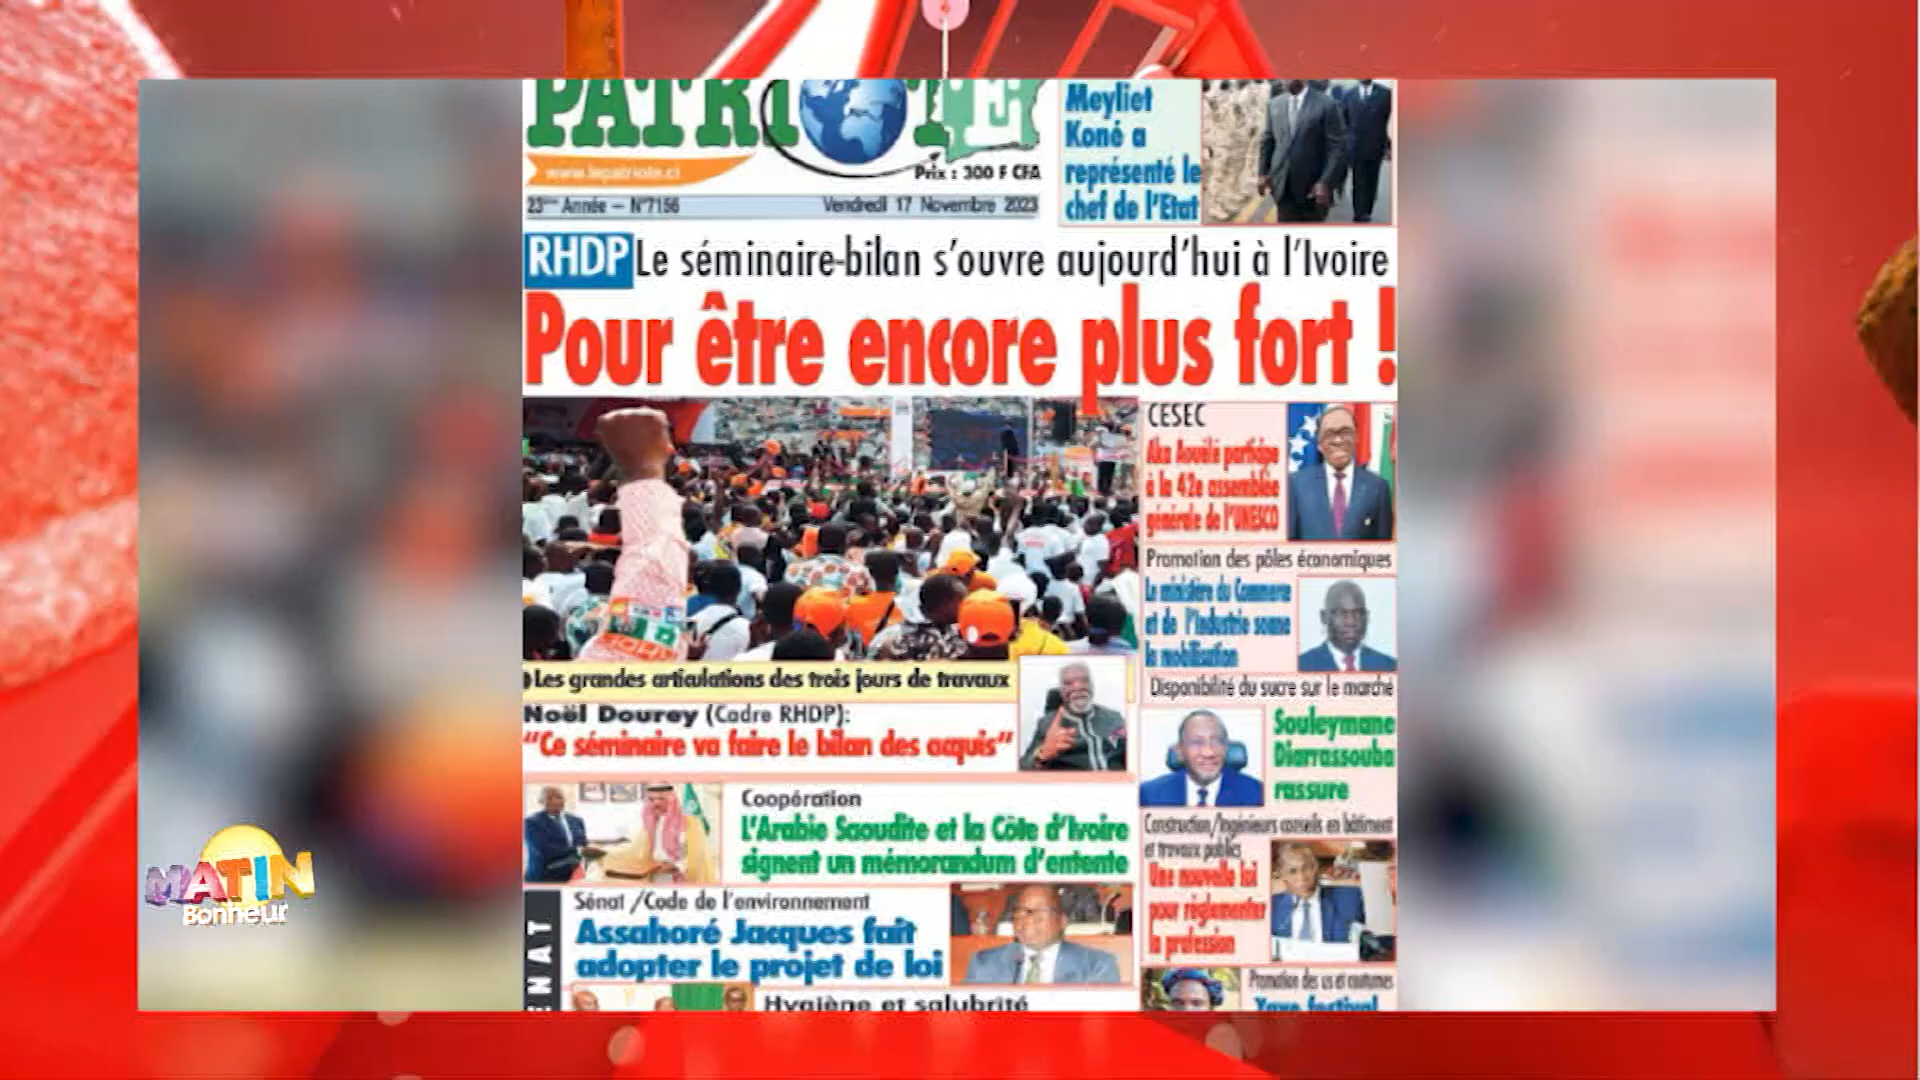 PATRIOTE
www.lepatriote.ci
Prix : 300 F CFA
23ème Année – N°7156
Vendredi 17 Novembre 2023
Meyliet
Koné a
représenté le
chef de l'Etat
RHDP Le séminaire-bilan s'ouvre aujourd'hui à l'Ivoire
Pour être encore plus fort !
Les grandes articulations des trois jours de travaux
Noël Dourey (Cadre RHDP):
"Ce séminaire va faire le bilan des acquis"
Coopération
L'Arabie Saoudite et la Côte d'Ivoire
signent un mémorandum d'entente
ENAT
Sénat /Code de l'environnement
Assahoré Jacques fait
adopter le projet de loi
Hygiène et salubrité
CESEC
Aka Aouélé participe
à la 42e assemblée
générale de l'UNESCO
Promotion des pôles économiques
Le ministère du Commerce
et de l'Industrie sonne
la mobilisation
Disponibilité du sucre sur le marché
Souleymane
Diarrassouba
rassure
Construction/Ingénieurs conseils en bâtiment
et travaux publics
Une nouvelle loi
pour réglementer
la profession
Promotion des us et coutumes
festival
MATIN
Bonheur